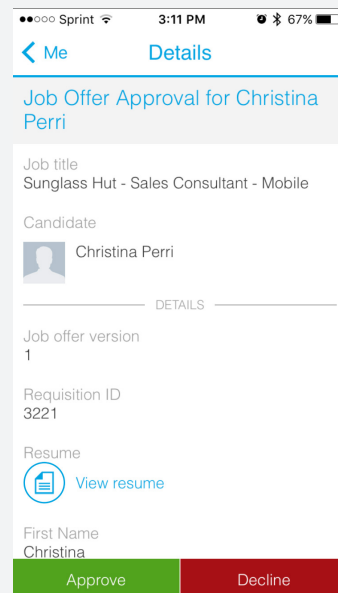 Sprint 3:11 PM 67%
Me Details
Job Offer Approval for Christina
Perri
Job title
Sunglass Hut - Sales Consultant - Mobile
Candidate
Christina Perri
DETAILS
Job offer version
1
Requisition ID
3221
Resume
View resume
First Name
Christina
Approve Decline